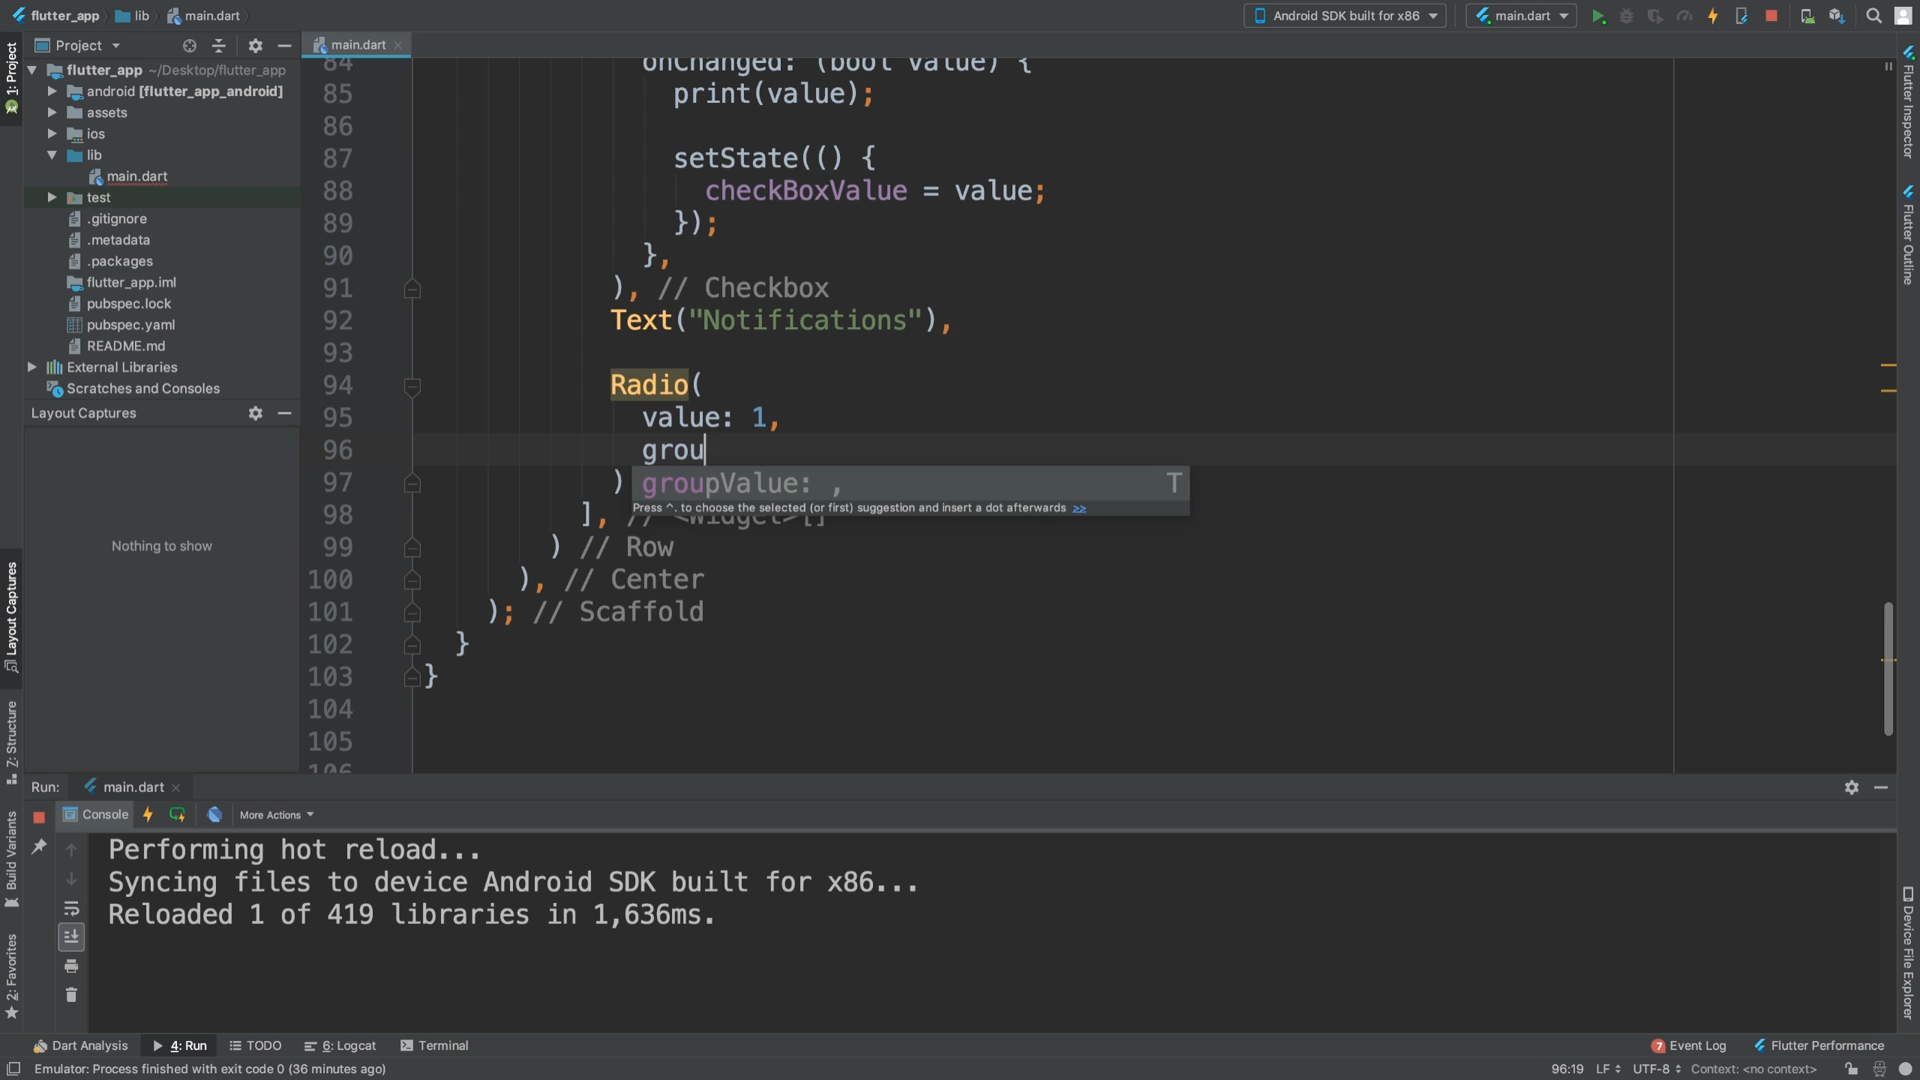 flutter_app
lib
main.dart
Android SDK built for x86
main.dart
1: Project
Project
main.dart
flutter_app ~/Desktop/flutter_app
android [flutter_app_android]
assets
ios
lib
main.dart
test
.gitignore
.metadata
.packages
flutter_app.iml
pubspec.lock
pubspec.yaml
README.md
External Libraries
Scratches and Consoles
Layout Captures
Nothing to show
84 onChanged: (bool value) {
85 print(value);
86
87 setState(() {
88 checkBoxValue = value;
89 });
90 },
91 ), // Checkbox
92 Text("Notifications"),
93
94 Radio(
95 value: 1,
96 grou
97 )
groupValue: , T
Press ^. to choose the selected (or first) suggestion and insert a dot afterwards >>
98 ], // <Widget>[]
99 ) // Row
100 ), // Center
101 ); // Scaffold
102 }
103 }
104
105
106
Layout Captures
Z: Structure
Build Variants
2: Favorites
Flutter Inspector
Flutter Outline
Device File Explorer
Run: main.dart
Console
More Actions
Performing hot reload...
Syncing files to device Android SDK built for x86...
Reloaded 1 of 419 libraries in 1,636ms.
Dart Analysis
4: Run
TODO
6: Logcat
Terminal
7 Event Log
Flutter Performance
Emulator: Process finished with exit code 0 (36 minutes ago)
96:19 LF UTF-8 Context: <no context>